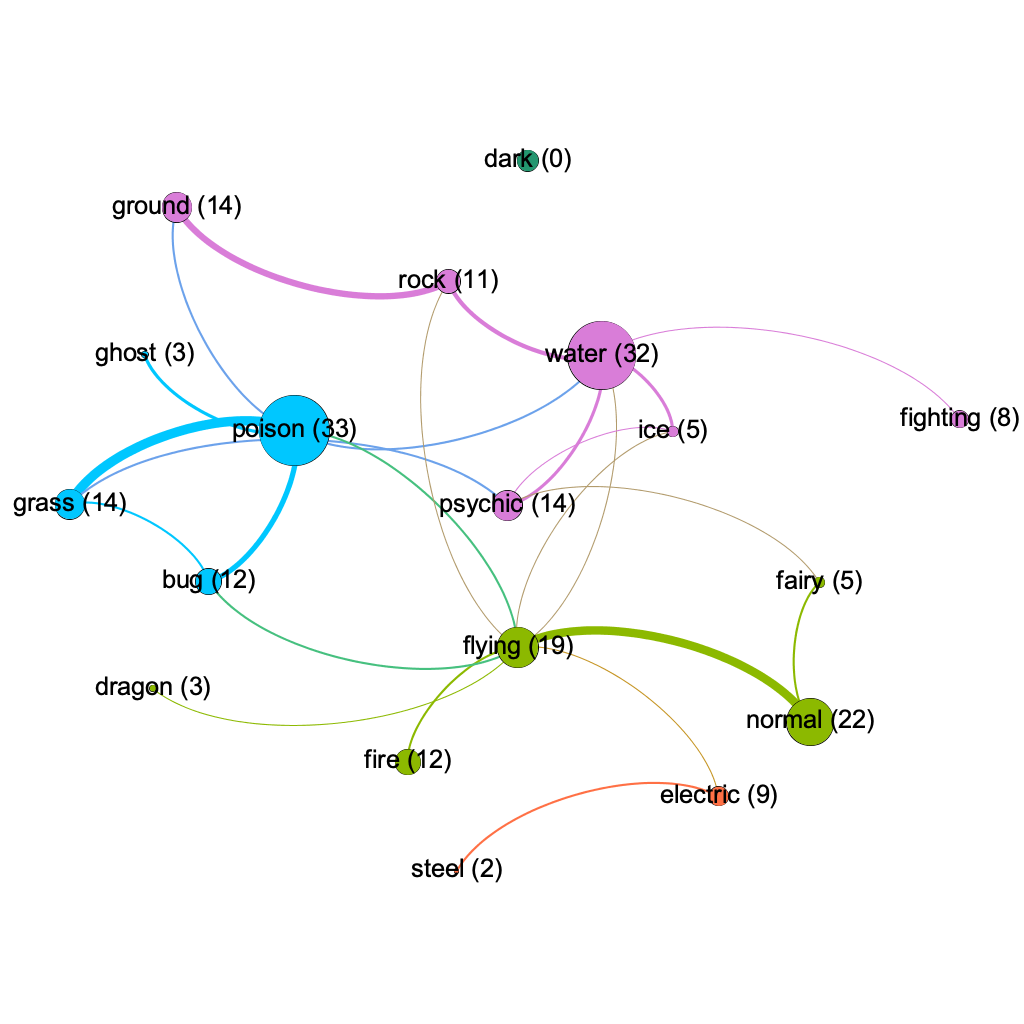 dark (0)
ground (14)
rock (11)
ghost (3)
water (32)
fighting (8)
poison (33)
ice (5)
grass (14)
psychic (14)
bug (12)
fairy (5)
flying (19)
dragon (3)
normal (22)
fire (12)
electric (9)
steel (2)